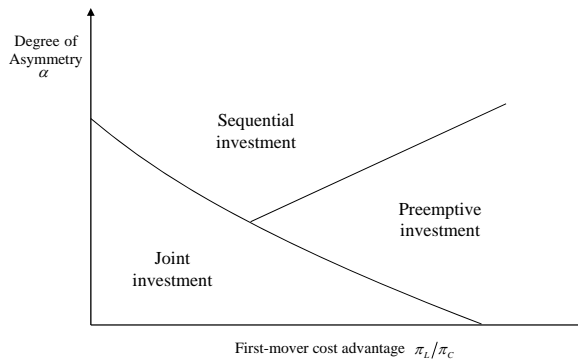 Degree of
Asymmetry
α
Sequential
investment
Preemptive
investment
Joint
investment
First-mover cost advantage π_L/π_C